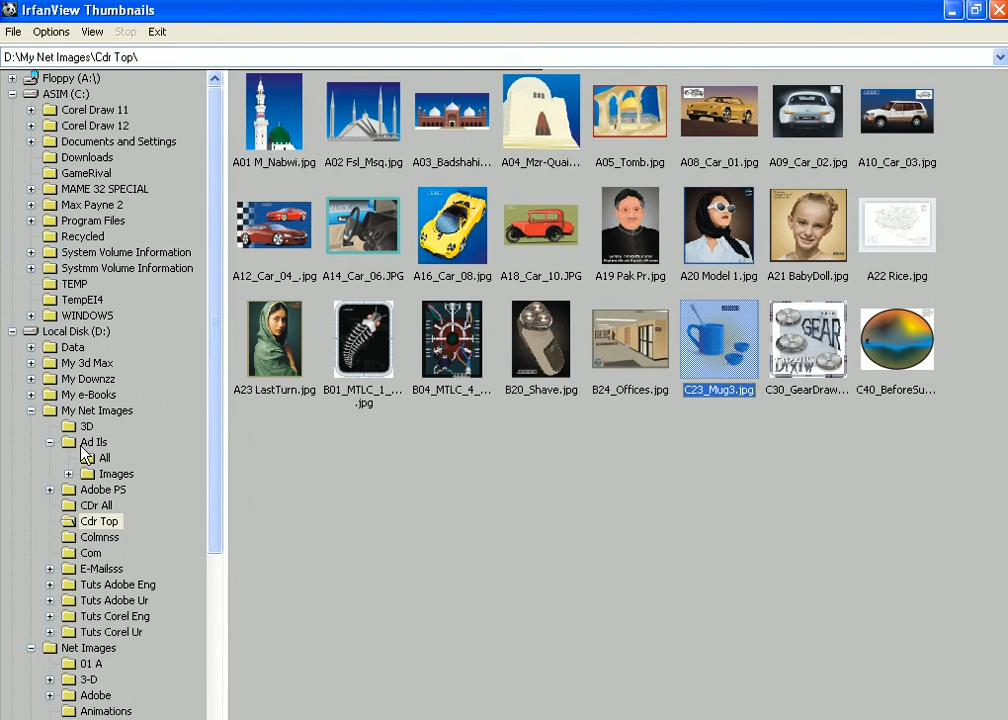 IrfanView Thumbnails
File Options View Stop Exit
D:\My Net Images\Cdr Top\
Floppy (A:\)
ASIM (C:)
Corel Draw 11
Corel Draw 12
Documents and Settings
Downloads
GameRival
MAME 32 SPECIAL
Max Payne 2
Program Files
Recycled
System Volume Information
Systmm Volume Information
TEMP
TempEI4
WINDOWS
Local Disk (D:)
Data
My 3d Max
My Downzz
My e-Books
My Net Images
3D
Ad Ils
All
Images
Adobe PS
CDr All
Cdr Top
Colmnss
Com
E-Mailsss
Tuts Adobe Eng
Tuts Adobe Ur
Tuts Corel Eng
Tuts Corel Ur
Net Images
01 A
3-D
Adobe
Animations
A01 M_Nabwi.jpg A02 Fsl_Msq.jpg A03_Badshahi... A04_Mzr-Quai... A05_Tomb.jpg A08_Car_01.jpg A09_Car_02.jpg A10_Car_03.jpg
A12_Car_04_.jpg A14_Car_06.JPG A16_Car_08.jpg A18_Car_10.JPG A19 Pak Pr.jpg A20 Model 1.jpg A21 BabyDoll.jpg A22 Rice.jpg
GEAR
A23 LastTurn.jpg B01_MTLC_1_... B04_MTLC_4_... B20_Shave.jpg B24_Offices.jpg C23_Mug3.jpg C30_GearDraw... C40_BeforeSu...
.jpg